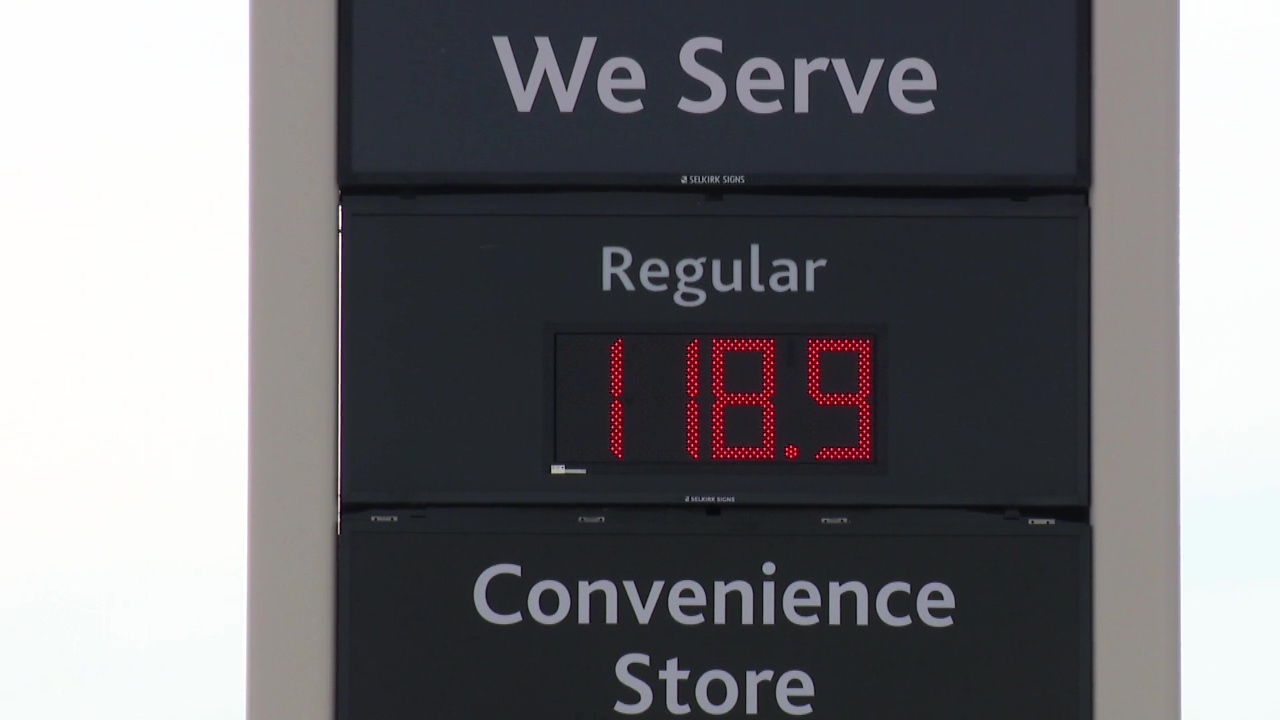 We Serve
SELKIRK SIGNS
Regular
118.9
SELKIRK SIGNS
Convenience
Store